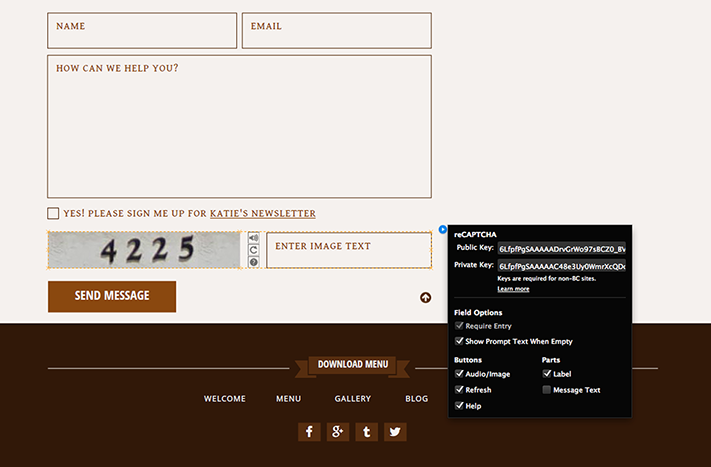 NAME
EMAIL
HOW CAN WE HELP YOU?
YES! PLEASE SIGN ME UP FOR KATIE'S NEWSLETTER
4225
ENTER IMAGE TEXT
SEND MESSAGE
reCAPTCHA
Public Key:
Private Key:
Keys are required for non-BC sites.
Learn more
Field Options
Require Entry
Show Prompt Text When Empty
Buttons
Parts
Audio/Image
Label
Refresh
Message Text
Help
DOWNLOAD MENU
WELCOME
MENU
GALLERY
BLOG